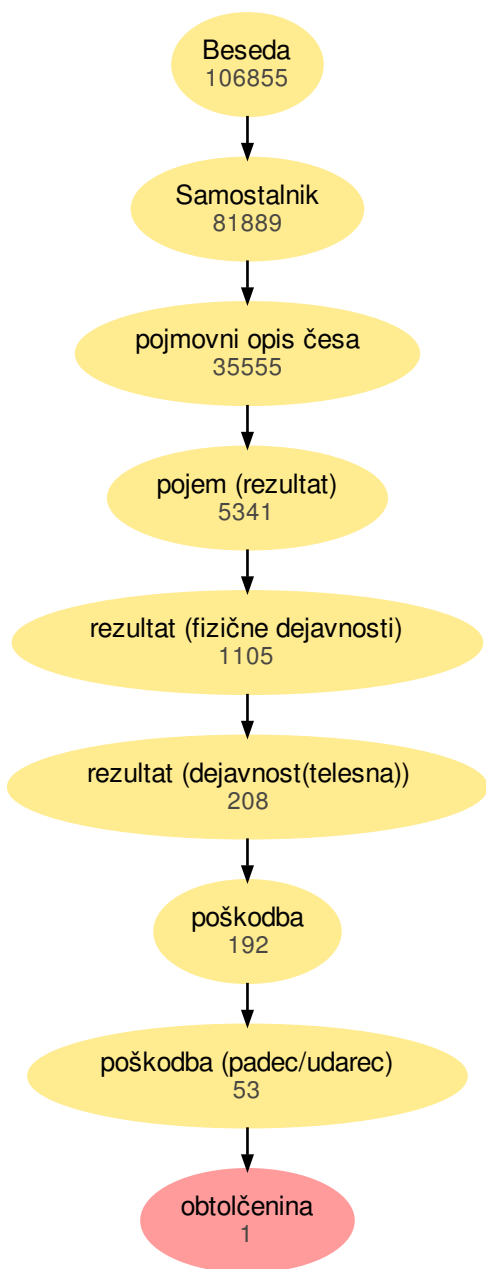 Beseda
106855
Samostalnik
81889
pojmovni opis česa
35555
pojem (rezultat)
5341
rezultat (fizične dejavnosti)
1105
rezultat (dejavnost(telesna))
208
poškodba
192
poškodba (padec/udarec)
53
obtolčenina
1